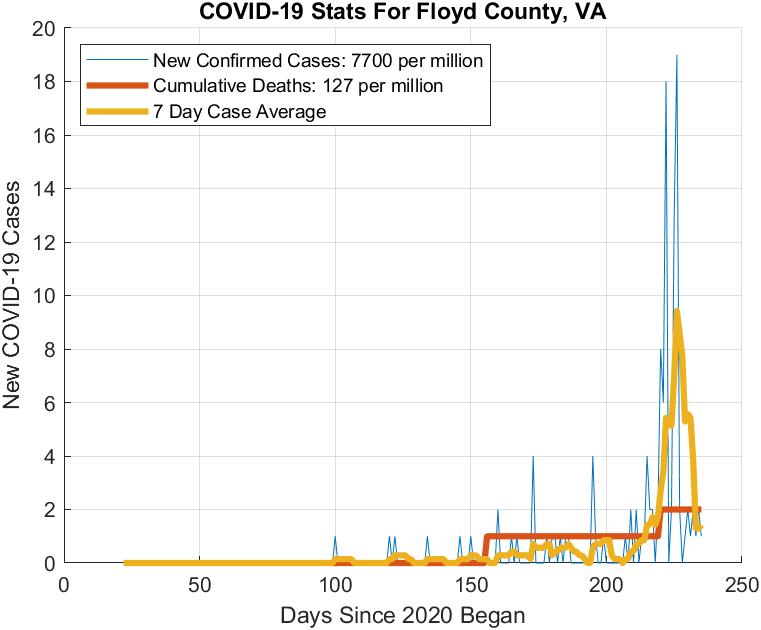 COVID-19 Stats For Floyd County, VA
New Confirmed Cases: 7700 per million
Cumulative Deaths: 127 per million
7 Day Case Average
New COVID-19 Cases
20
18
16
14
12
10
8
6
4
2
0
0 50 100 150 200 250
Days Since 2020 Began